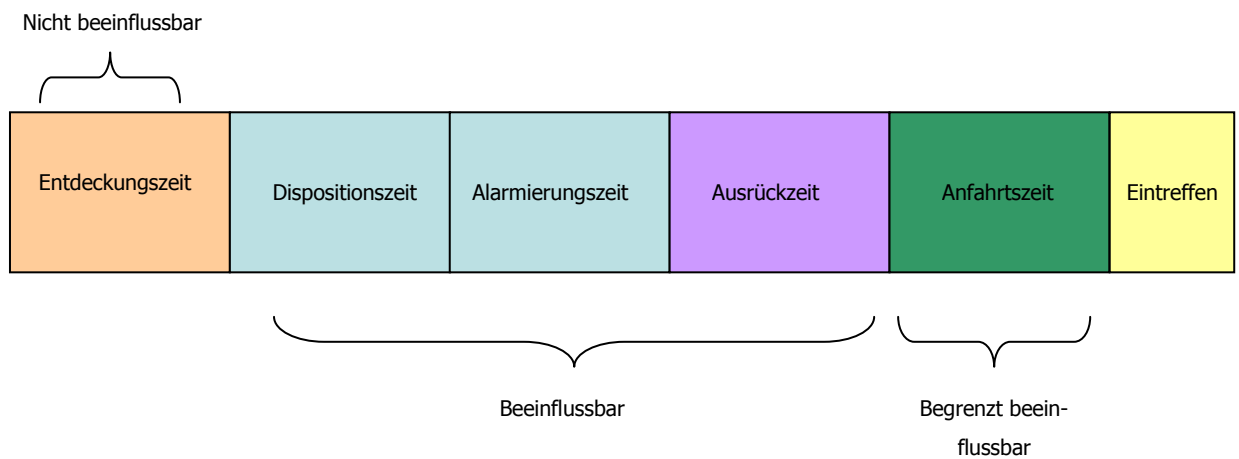 Nicht beeinflussbar
Entdeckungszeit
Dispositionszeit
Alarmierungszeit
Ausrückzeit
Anfahrtszeit
Eintreffen
Beeinflussbar
Begrenzt beein-
flussbar